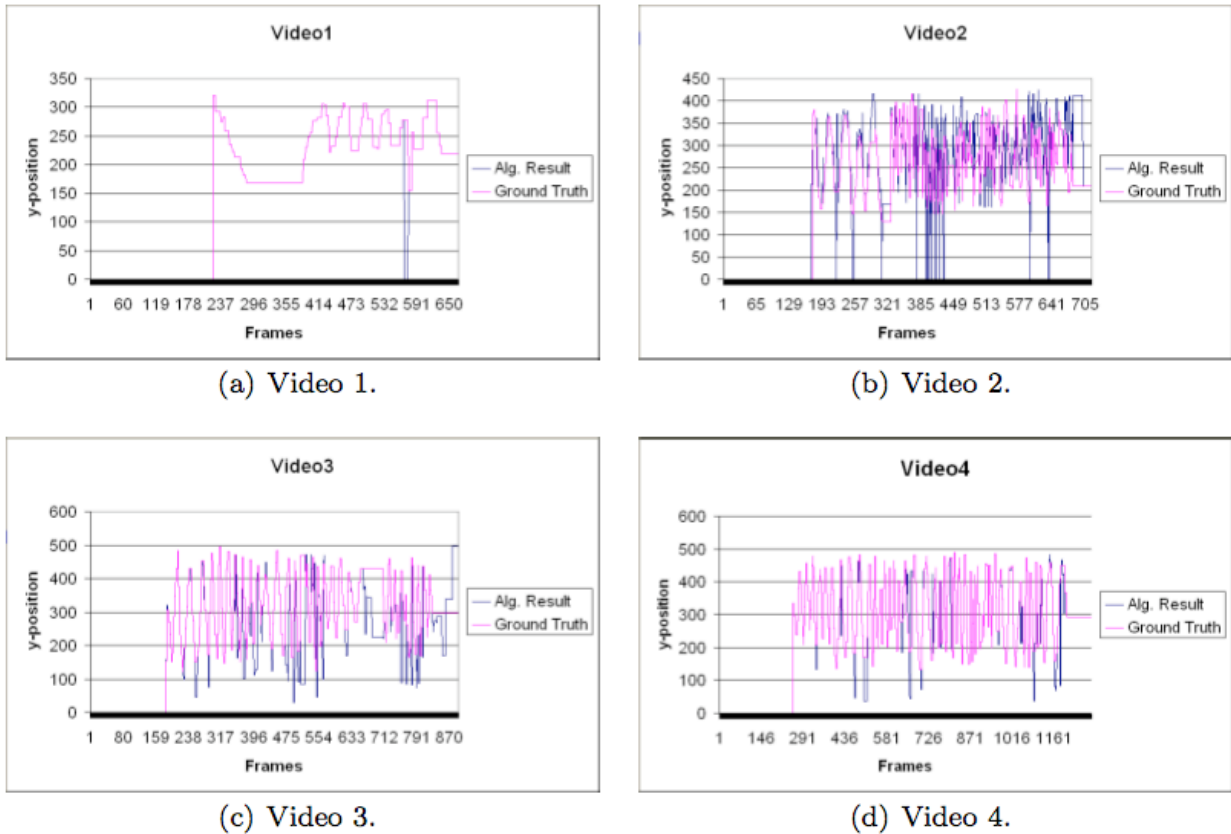 Video1
350
300
250
200
150
100
50
0
y-position
1 60 119 178 237 296 355 414 473 532 591 650
Frames
Alg. Result
Ground Truth
(a) Video 1.
Video2
450
400
350
300
250
200
150
100
50
0
y-position
1 65 129 193 257 321 385 449 513 577 641 705
Frames
Alg. Result
Ground Truth
(b) Video 2.
Video3
600
500
400
300
200
100
0
y-position
1 80 159 238 317 396 475 554 633 712 791 870
Frames
Alg. Result
Ground Truth
(c) Video 3.
Video4
600
500
400
300
200
100
0
y-position
1 146 291 436 581 726 871 1016 1161
Frames
Alg. Result
Ground Truth
(d) Video 4.